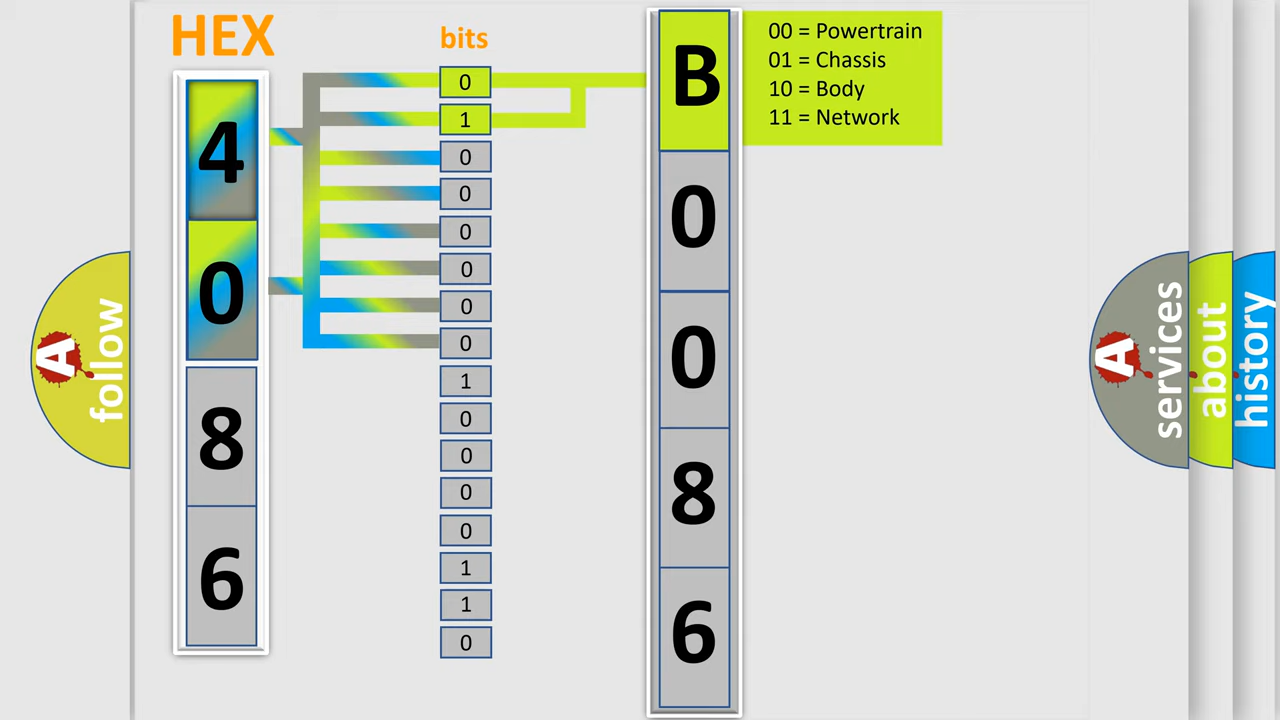 HEX
bits
4
0
8
6
0
1
0
0
0
0
0
0
1
0
0
0
0
1
1
0
B
0
0
8
6
00 = Powertrain
01 = Chassis
10 = Body
11 = Network
A
follow
A
services
about
history